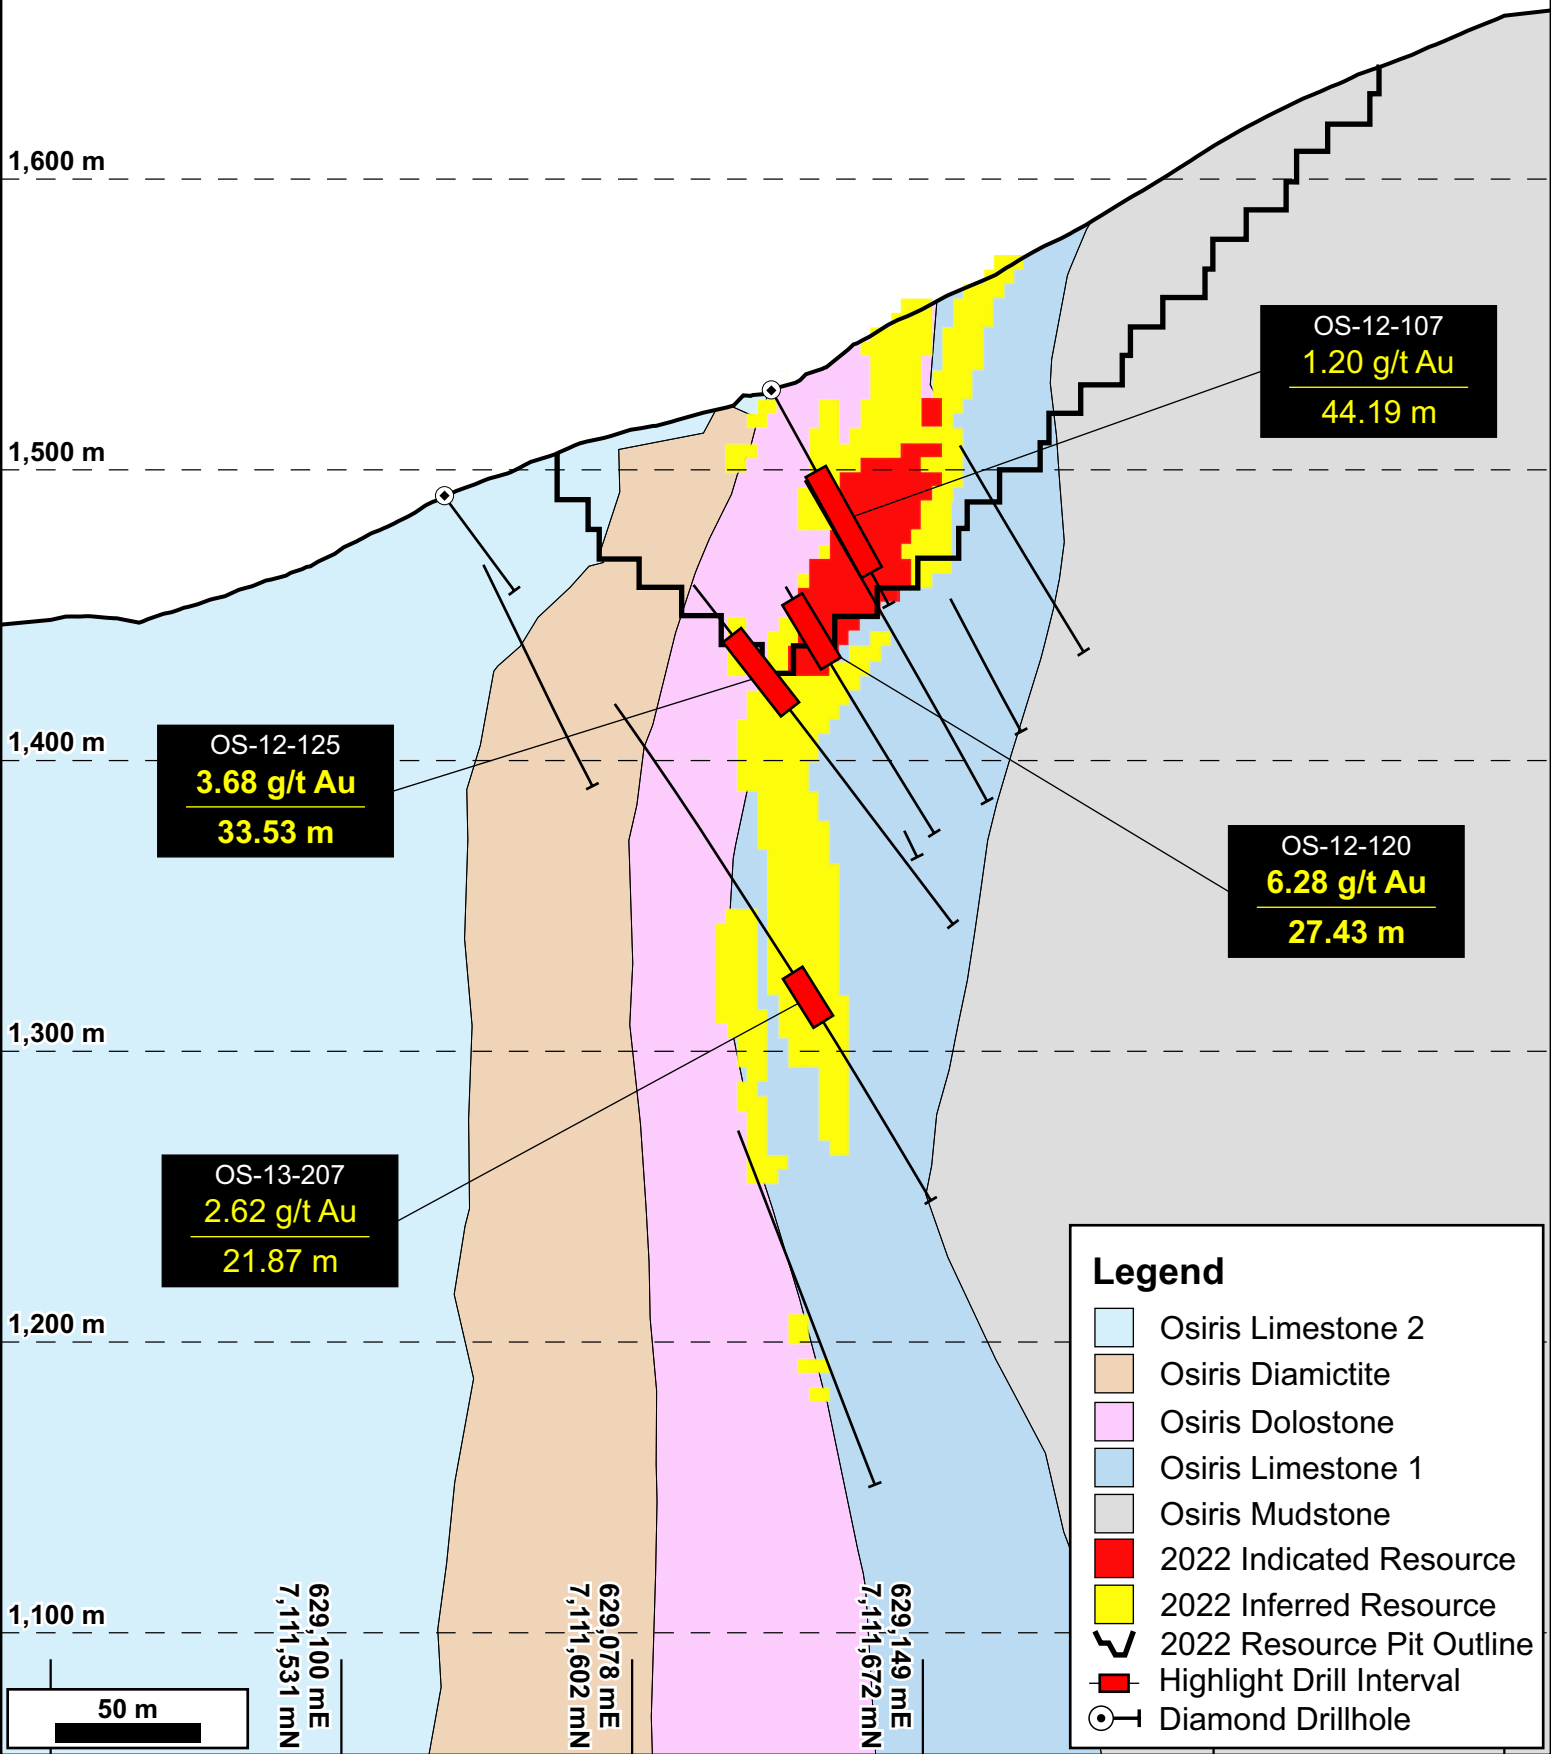 1,600 m
OS-12-107
1.20 g/t Au
44.19 m
1,500 m
1,400 m
OS-12-125
3.68 g/t Au
33.53 m
OS-12-120
6.28 g/t Au
27.43 m
1,300 m
OS-13-207
2.62 g/t Au
21.87 m
1,200 m
1,100 m
629,100 mE
7,111,531 mN
629,078 mE
7,111,602 mN
629,149 mE
7,111,672 mN
50 m
Legend
Osiris Limestone 2
Osiris Diamictite
Osiris Dolostone
Osiris Limestone 1
Osiris Mudstone
2022 Indicated Resource
2022 Inferred Resource
2022 Resource Pit Outline
Highlight Drill Interval
Diamond Drillhole